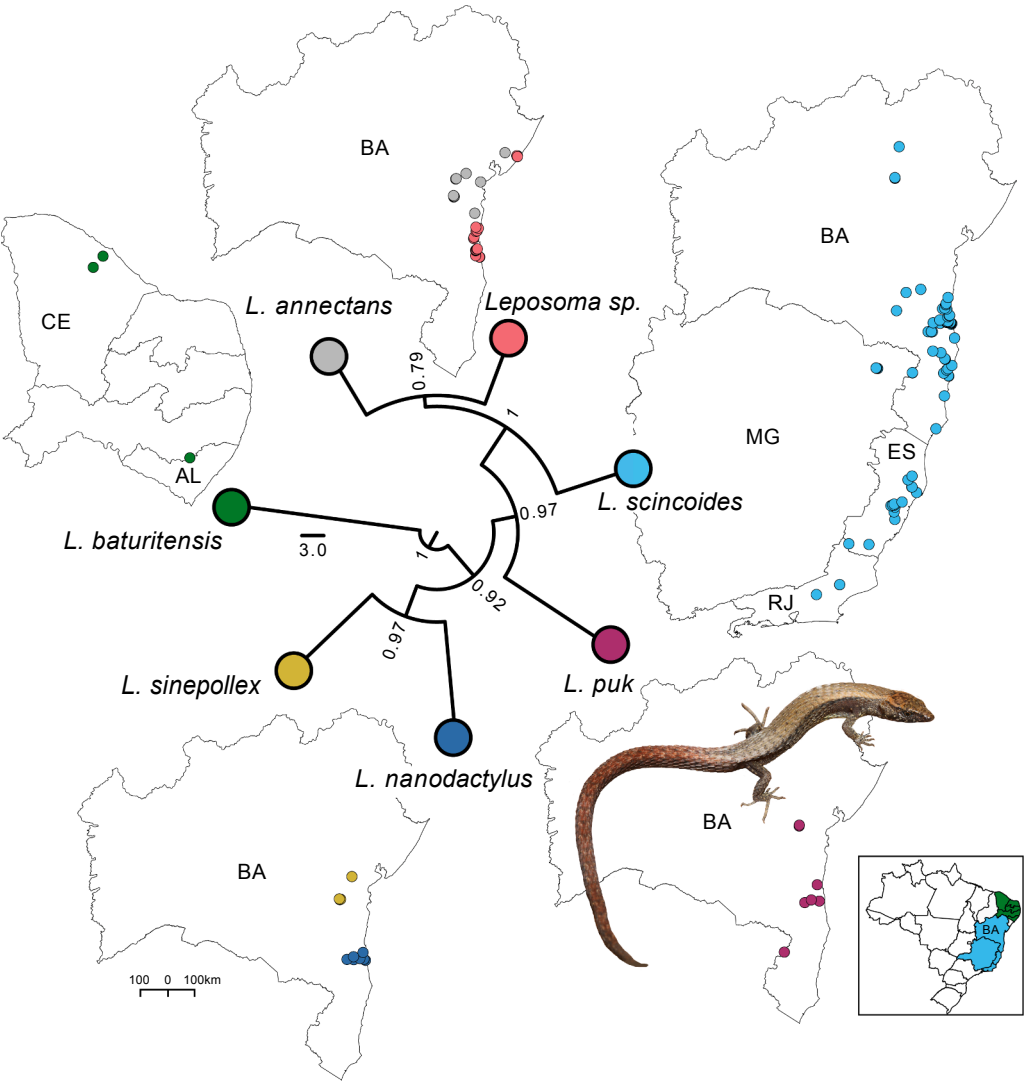 BA
BA
CE
L. annectans
Leposoma sp.
0.79
1
MG
ES
AL
L. scincoides
0.97
L. baturitensis
3.0
1
0.92
RJ
0.97
L. sinepollex
L. puk
L. nanodactylus
BA
BA
BA
100 0 100km